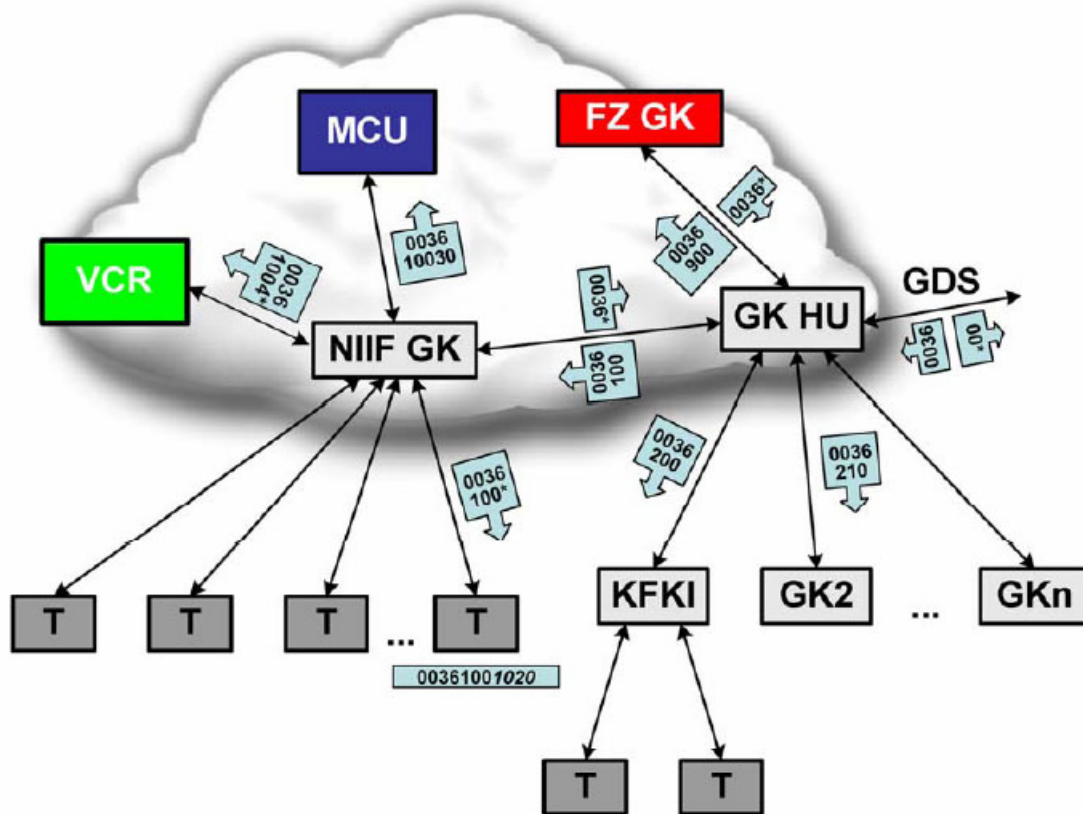 MCU
FZ GK
0036*
0036
10030
0036
900
VCR
0036
1004*
0036*
GDS
GK HU
NIIF GK
0036
100
0036
00*
0036
200
0036
210
0036
100*
KFKI
GK2
...
GKn
T
T
T
...
T
00361001020
T
T